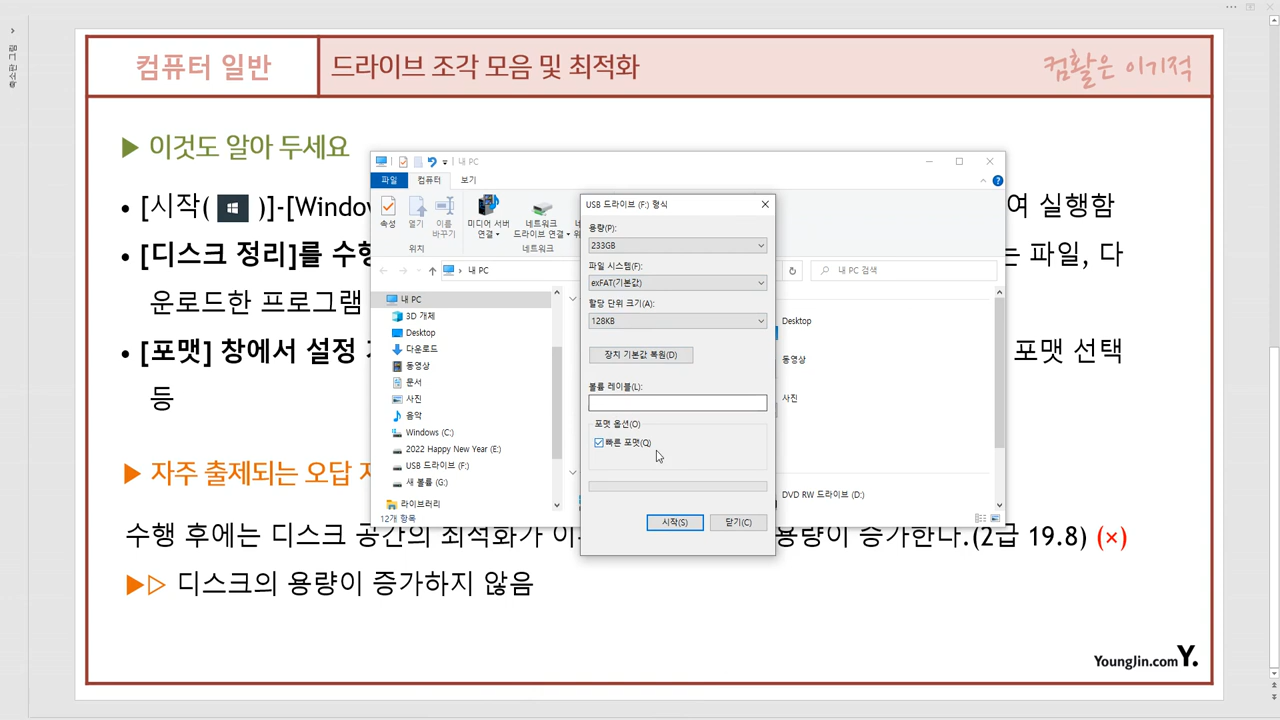 컴퓨터 일반
드라이브 조각 모음 및 최적화
컴활은 이기적
▶ 이것도 알아 두세요
• [시작( )]-[Windo
여 실행함
• [디스크 정리]를 수행
는 파일, 다
운로드한 프로그램
• [포맷] 창에서 설정
포맷 선택
등
▶ 자주 출제되는 오답
수행 후에는 디스크 공간의 최적화가 이
용량이 증가한다.(2급 19.8) (×)
▶▷ 디스크의 용량이 증가하지 않음
YoungJin.com Y.
내 PC
파일 컴퓨터 보기
속성
열기
이름 바꾸기
미디어 서버 연결
네트워크 드라이브 연결
위치
네트워크
내 PC
내 PC 검색
내 PC
3D 개체
Desktop
다운로드
동영상
문서
사진
음악
Windows (C:)
2022 Happy New Year (E:)
USB 드라이브 (F:)
새 볼륨 (G:)
라이브러리
12개 항목
Desktop
동영상
사진
DVD RW 드라이브 (D:)
USB 드라이브 (F:) 형식
용량(P):
233GB
파일 시스템(F):
exFAT(기본값)
할당 단위 크기(A):
128KB
장치 기본값 복원(D)
볼륨 레이블(L):
포맷 옵션(O)
빠른 포맷(Q)
시작(S)
닫기(C)